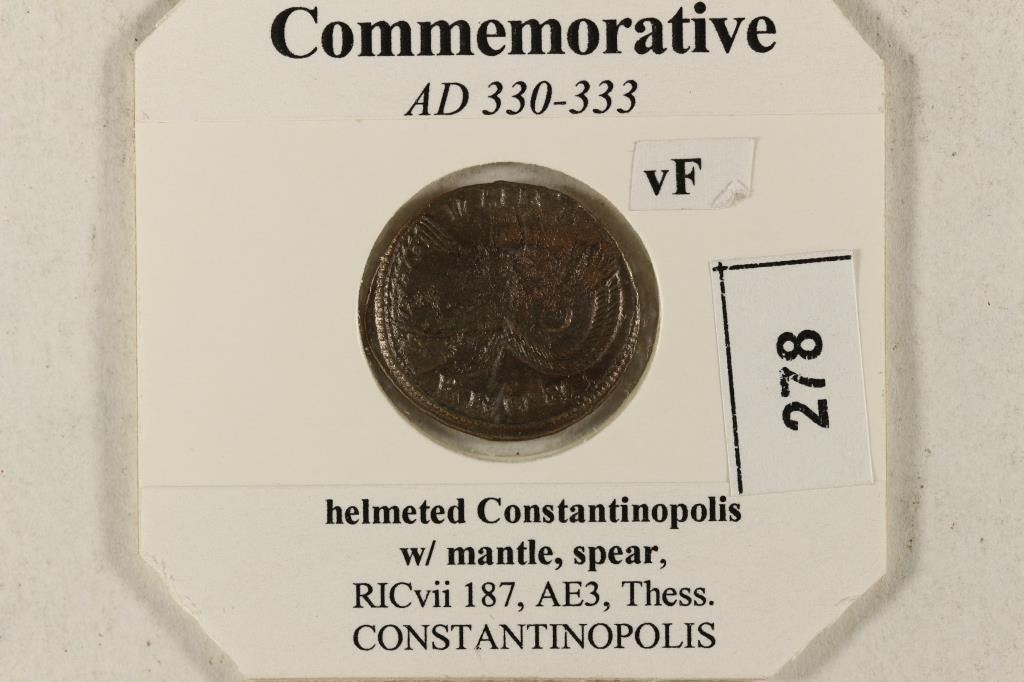 Commemorative
AD 330-333
vF
278
helmeted Constantinopolis
w/ mantle, spear,
RICvii 187, AE3, Thess.
CONSTANTINOPOLIS